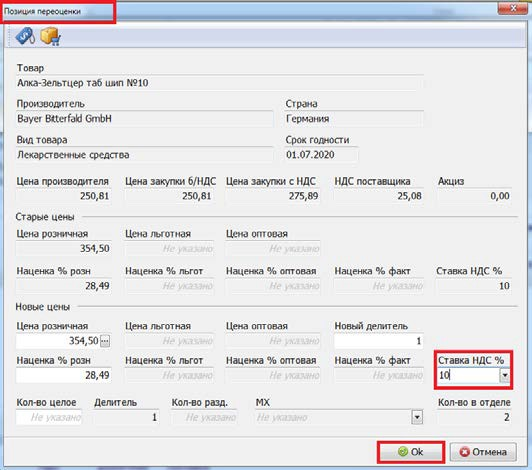 Позиция переоценки
Товар
Алка-Зельтцер таб шип №10
Производитель Страна
Bayer Bitterfald GmbH Германия
Вид товара Срок годности
Лекарственные средства 01.07.2020
Цена производителя Цена закупки б/НДС Цена закупки с НДС НДС поставщика Акциз
250,81 250,81 275,89 25,08 0,00
Старые цены
Цена розничная Цена льготная Цена оптовая
354,50 Не указано Не указано
Наценка % розн Наценка % льгот Наценка % оптовая Наценка % факт Ставка НДС %
28,49 Не указано Не указано Не указано 10
Новые цены
Цена розничная Цена льготная Цена оптовая Новый делитель
354,50 ... Не указано Не указано 1
Наценка % розн Наценка % льгот Наценка % оптовая Наценка % факт Ставка НДС %
28,49 Не указано Не указано Не указано 10
Кол-во целое Делитель Кол-во разд. МХ Кол-во в отделе
Не указано 1 Не указано Не указано 2
Ok Отмена